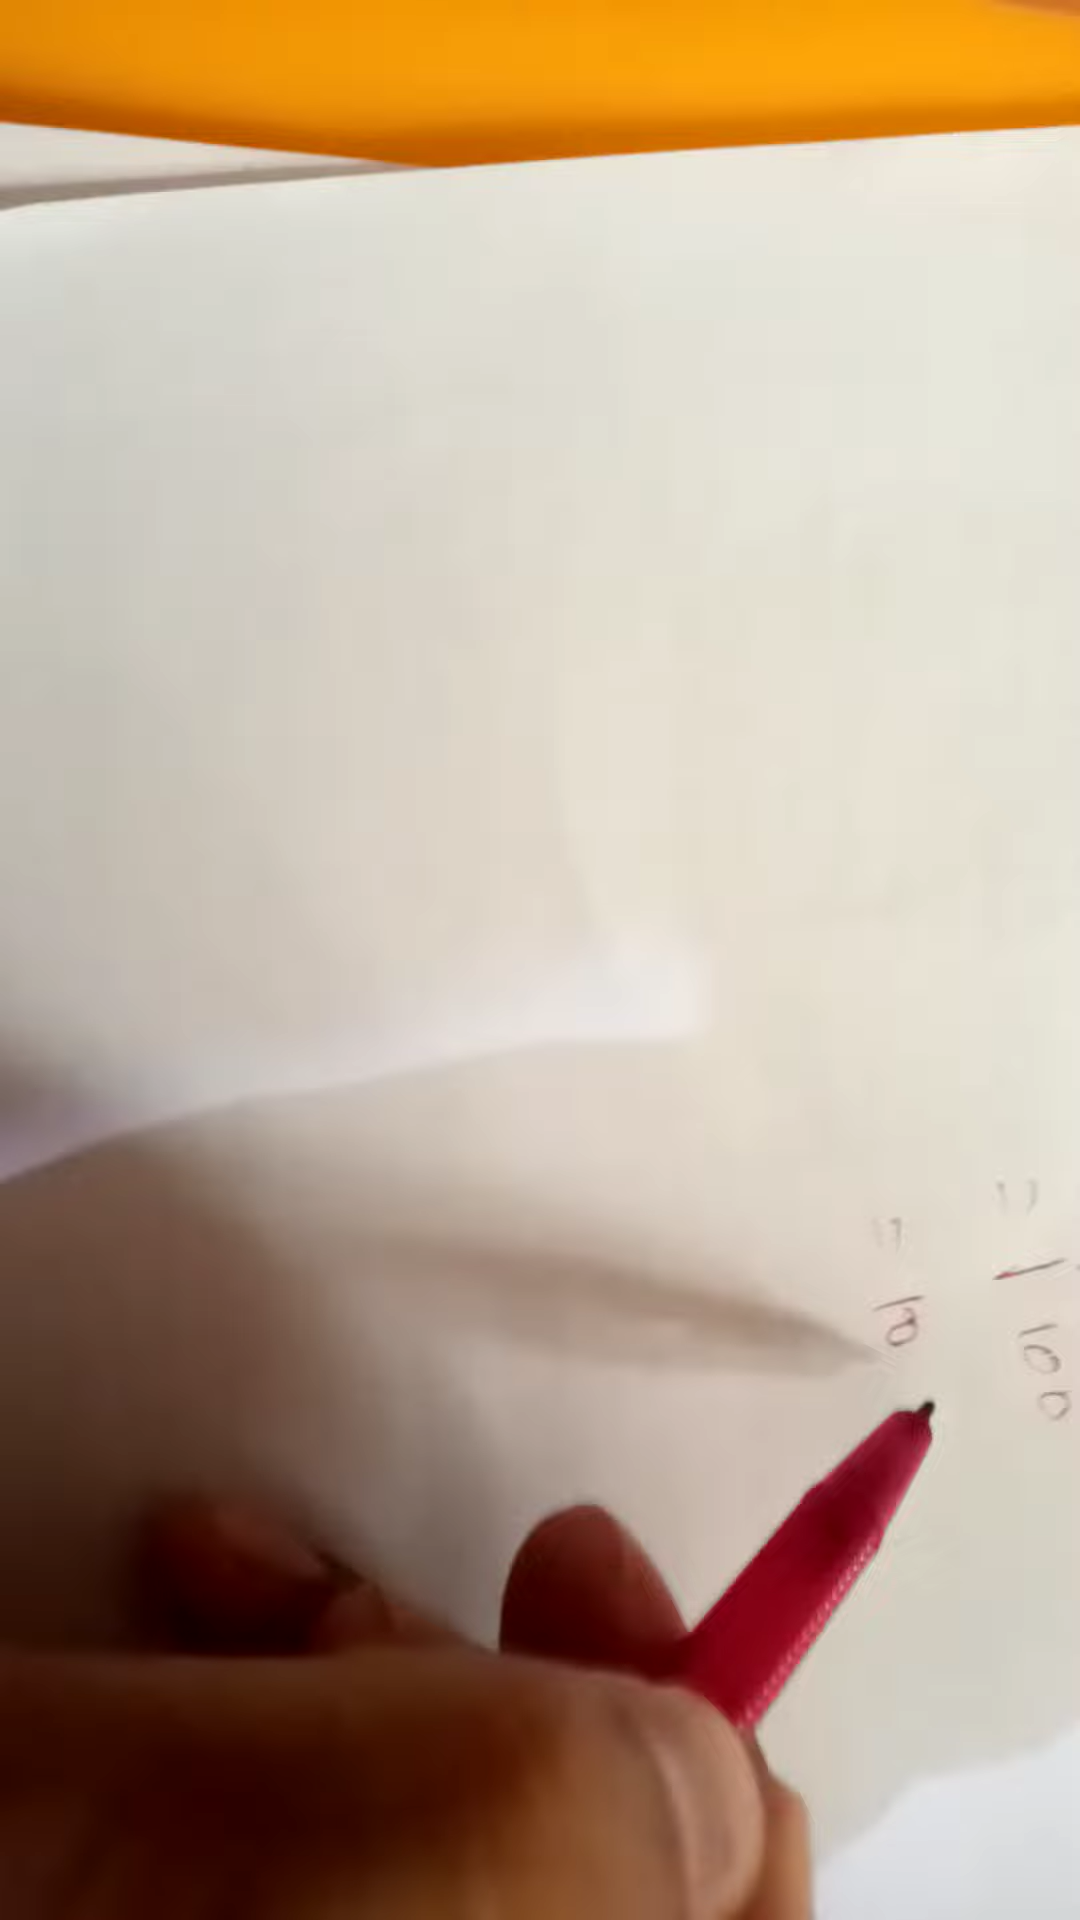 = √100
= 10